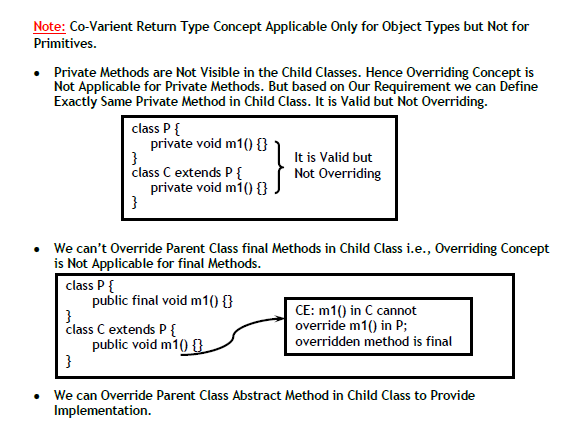 Note: Co-Varient Return Type Concept Applicable Only for Object Types but Not for
Primitives.
• Private Methods are Not Visible in the Child Classes. Hence Overriding Concept is
Not Applicable for Private Methods. But based on Our Requirement we can Define
Exactly Same Private Method in Child Class. It is Valid but Not Overriding.
class P {
private void m1() {}
}
class C extends P {
private void m1() {}
}
It is Valid but
Not Overriding
• We can't Override Parent Class final Methods in Child Class i.e., Overriding Concept
is Not Applicable for final Methods.
class P {
public final void m1() {}
}
class C extends P {
public void m1() {}
}
CE: m1() in C cannot
override m1() in P;
overridden method is final
• We can Override Parent Class Abstract Method in Child Class to Provide
Implementation.